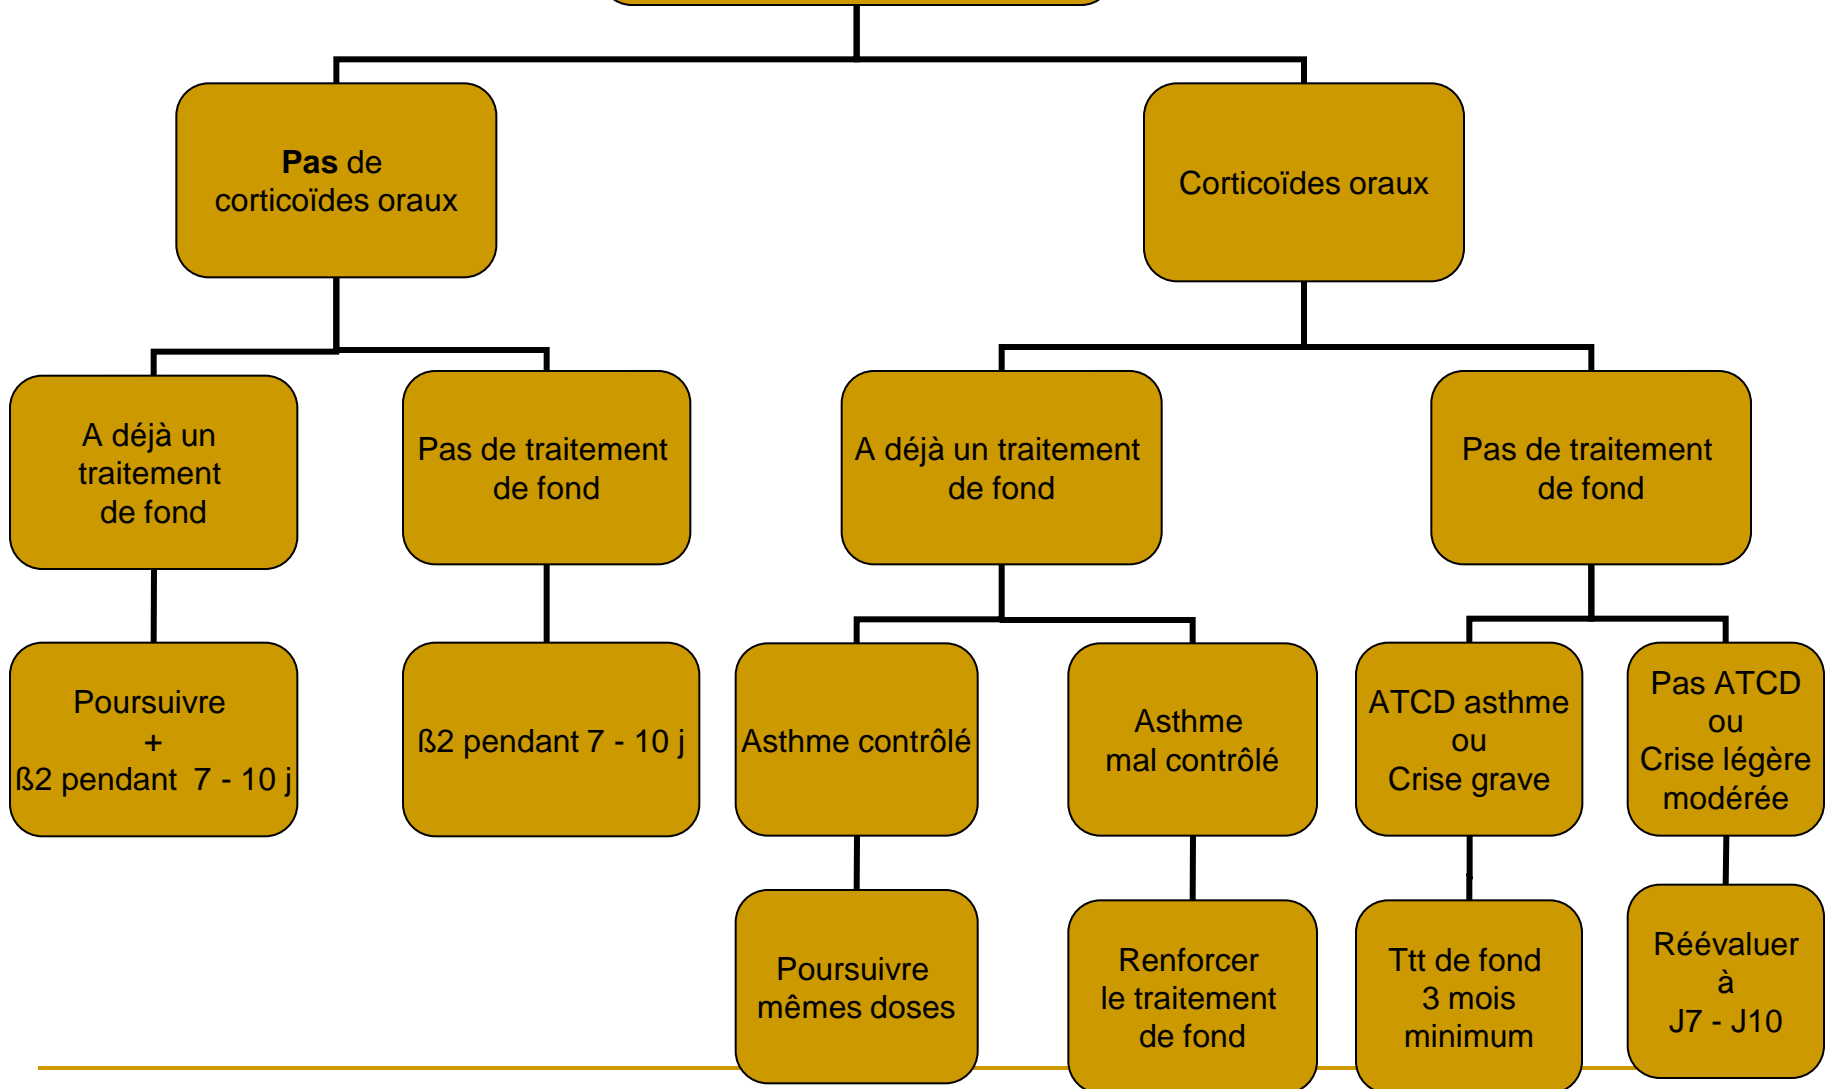 Pas de
corticoïdes oraux
Corticoïdes oraux
A déjà un
traitement
de fond
Pas de traitement
de fond
A déjà un traitement
de fond
Pas de traitement
de fond
Poursuivre
+
ß2 pendant  7 - 10 j
ß2 pendant 7 - 10 j
Asthme contrôlé
Asthme
mal contrôlé
ATCD asthme
ou
Crise grave
Pas ATCD
ou
Crise légère
modérée
Poursuivre
mêmes doses
Renforcer
le traitement
de fond
Ttt de fond
3 mois
minimum
Réévaluer
à
J7 - J10